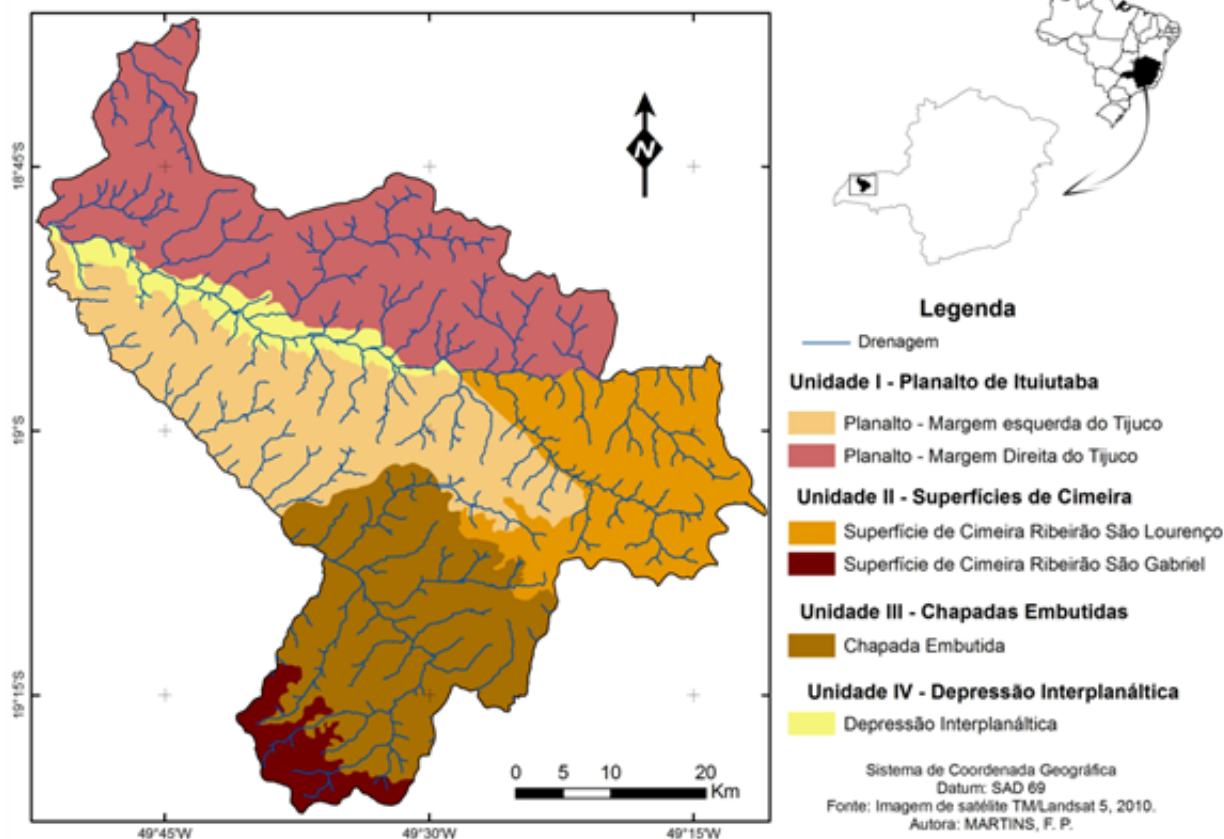 18°45'S
19°S
19°15'S
49°45'W
49°30'W
49°15'W
N
0 5 10 20
Km
Legenda
Drenagem
Unidade I - Planalto de Ituiutaba
Planalto - Margem esquerda do Tijuco
Planalto - Margem Direita do Tijuco
Unidade II - Superfícies de Cimeira
Superfície de Cimeira Ribeirão São Lourenço
Superfície de Cimeira Ribeirão São Gabriel
Unidade III - Chapadas Embutidas
Chapada Embutida
Unidade IV - Depressão Interplanáltica
Depressão Interplanáltica
Sistema de Coordenada Geográfica
Datum: SAD 69
Fonte: Imagem de satélite TM/Landsat 5, 2010.
Autora: MARTINS, F. P.